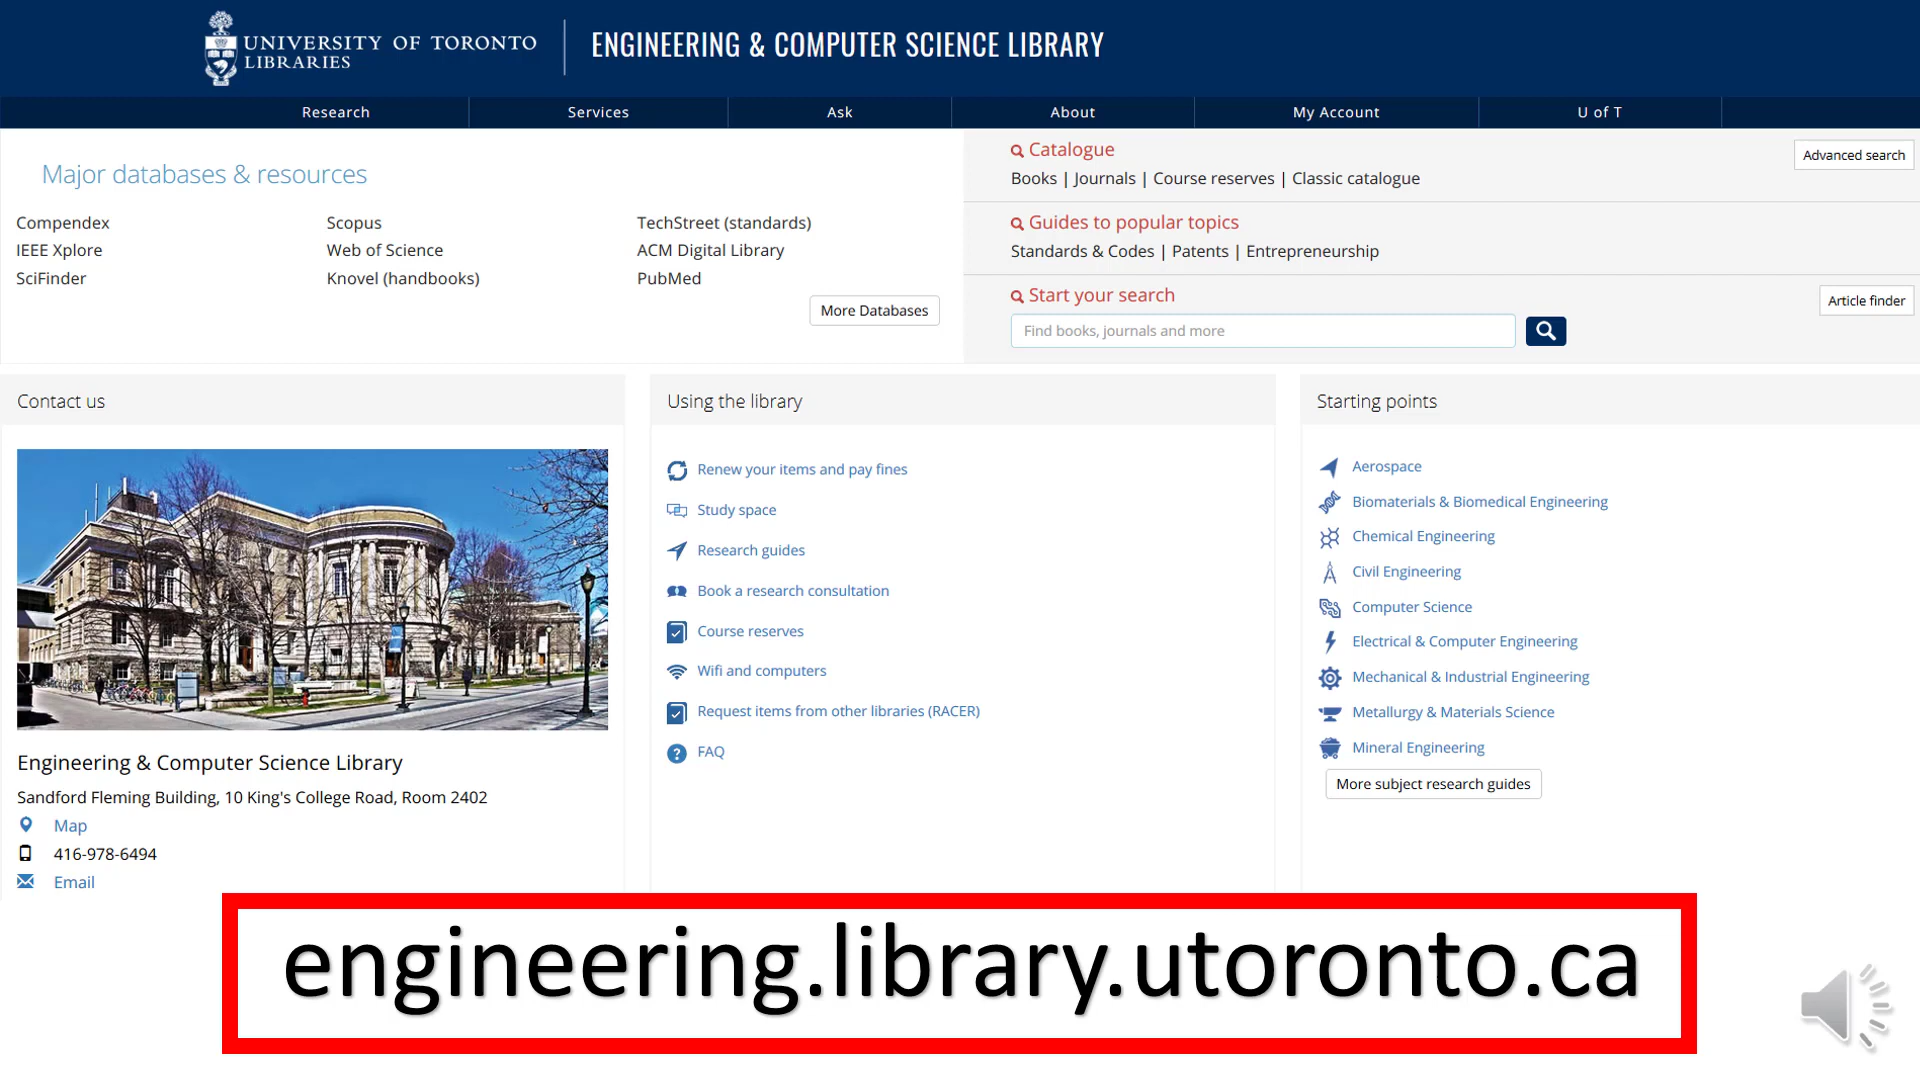 UNIVERSITY OF TORONTO
LIBRARIES
ENGINEERING & COMPUTER SCIENCE LIBRARY
Research
Services
Ask
About
My Account
U of T
Major databases & resources
Compendex
IEEE Xplore
SciFinder
Scopus
Web of Science
Knovel (handbooks)
TechStreet (standards)
ACM Digital Library
PubMed
More Databases
Catalogue
Advanced search
Books | Journals | Course reserves | Classic catalogue
Guides to popular topics
Standards & Codes | Patents | Entrepreneurship
Start your search
Article finder
Find books, journals and more
Contact us
Engineering & Computer Science Library
Sandford Fleming Building, 10 King's College Road, Room 2402
Map
416-978-6494
Email
Using the library
Renew your items and pay fines
Study space
Research guides
Book a research consultation
Course reserves
Wifi and computers
Request items from other libraries (RACER)
FAQ
Starting points
Aerospace
Biomaterials & Biomedical Engineering
Chemical Engineering
Civil Engineering
Computer Science
Electrical & Computer Engineering
Mechanical & Industrial Engineering
Metallurgy & Materials Science
Mineral Engineering
More subject research guides
engineering.library.utoronto.ca